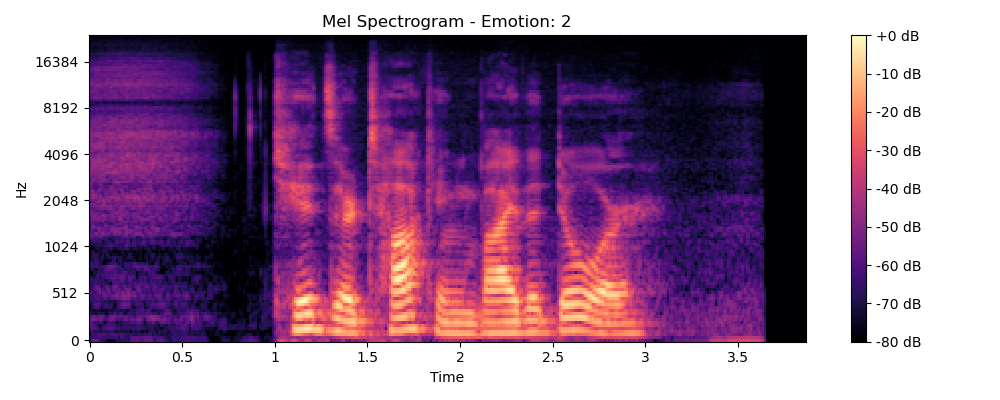 Mel Spectrogram - Emotion: 2
Hz
16384
8192
4096
2048
1024
512
0
0 0.5 1 1.5 2 2.5 3 3.5
Time
+0 dB
-10 dB
-20 dB
-30 dB
-40 dB
-50 dB
-60 dB
-70 dB
-80 dB